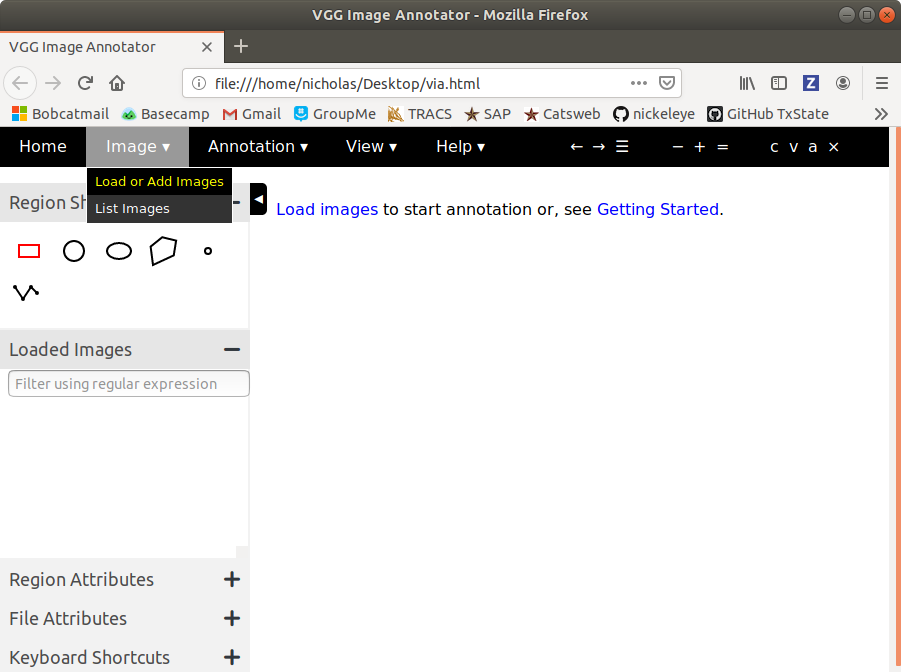 VGG Image Annotator - Mozilla Firefox
VGG Image Annotator
file:///home/nicholas/Desktop/via.html
Bobcatmail Basecamp Gmail GroupMe TRACS SAP Catsweb nickeleye GitHub TxState
Home Image ▾ Annotation ▾ View ▾ Help ▾ ← → ☰ − + = c v a ×
Load or Add Images
List Images
Region Sh
Load images to start annotation or, see Getting Started.
Loaded Images
Filter using regular expression
Region Attributes
File Attributes
Keyboard Shortcuts